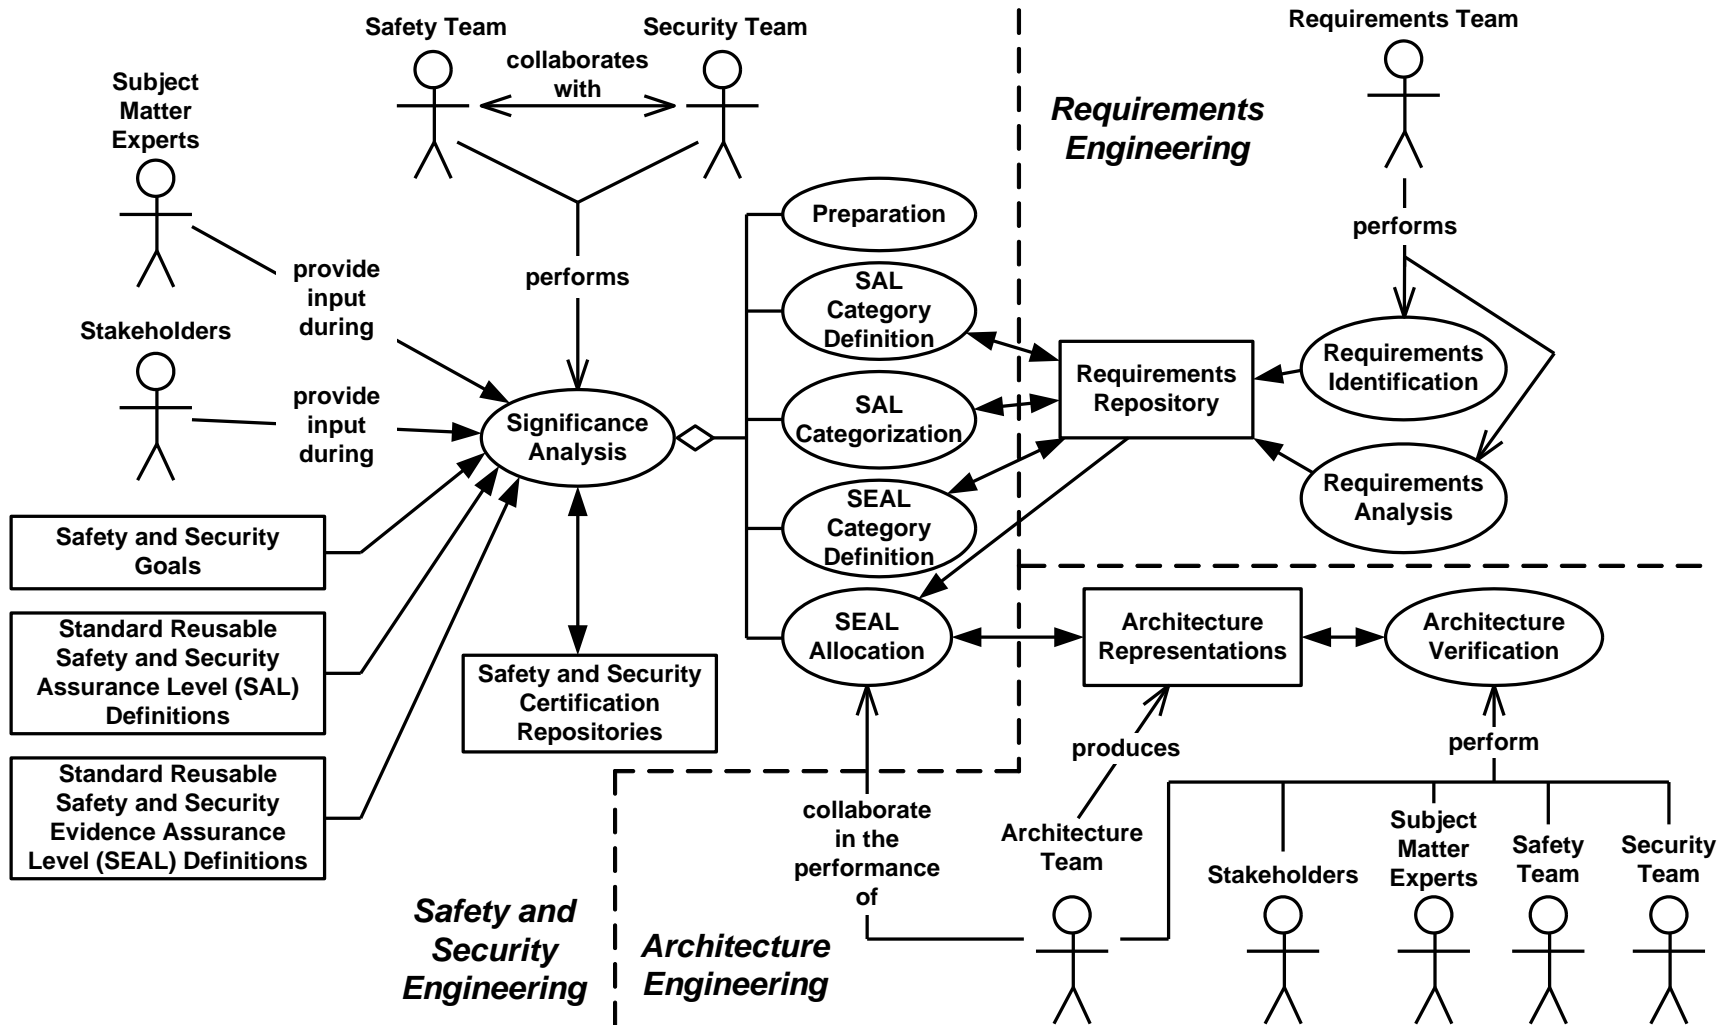 Safety Team
Security Team
collaborates
with
Requirements Team
Subject
Matter
Experts
Requirements
Engineering
Preparation
performs
provide
input
during
performs
SAL
Category
Definition
Stakeholders
Requirements
Identification
Requirements
Repository
provide
input
during
Significance
Analysis
SAL
Categorization
Requirements
Analysis
SEAL
Category
Definition
Safety and Security
Goals
SEAL
Allocation
Architecture
Representations
Architecture
Verification
Standard Reusable
Safety and Security
Assurance Level (SAL)
Definitions
Safety and Security
Certification
Repositories
produces
perform
Standard Reusable
Safety and Security
Evidence Assurance
Level (SEAL) Definitions
collaborate
in the
performance
of
Architecture
Team
Stakeholders
Subject
Matter
Experts
Safety
Team
Security
Team
Safety and
Security
Engineering
Architecture
Engineering